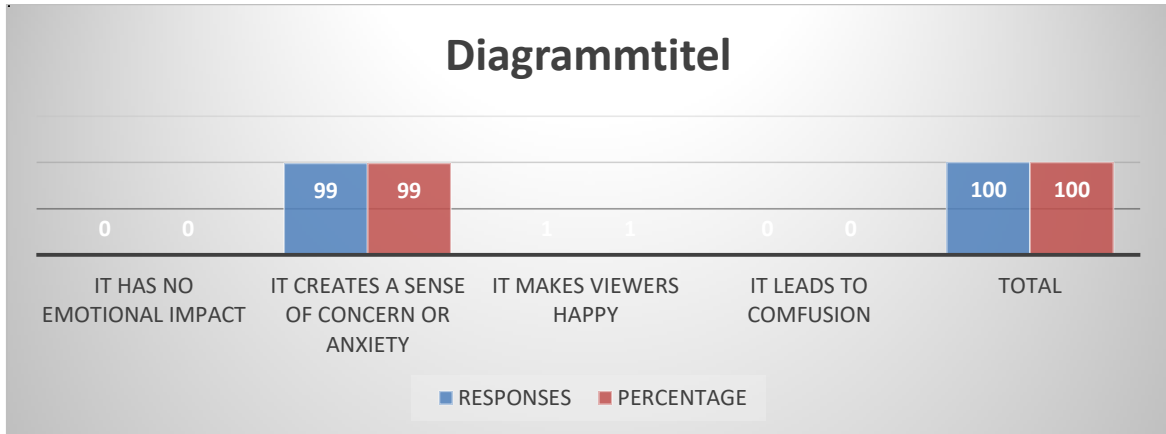 Diagrammtitel
99 99 100 100
0 0 1 1 0 0
IT HAS NO
EMOTIONAL IMPACT
IT CREATES A SENSE
OF CONCERN OR
ANXIETY
IT MAKES VIEWERS
HAPPY
IT LEADS TO
COMFUSION
TOTAL
RESPONSES PERCENTAGE